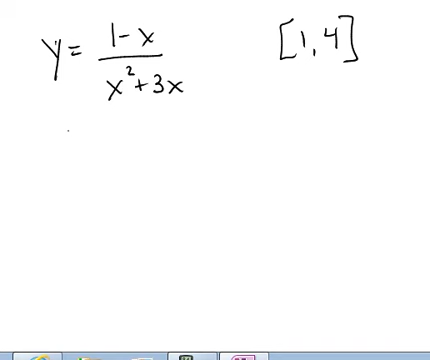 y = (1-x)/(x²+3x) [1,4]